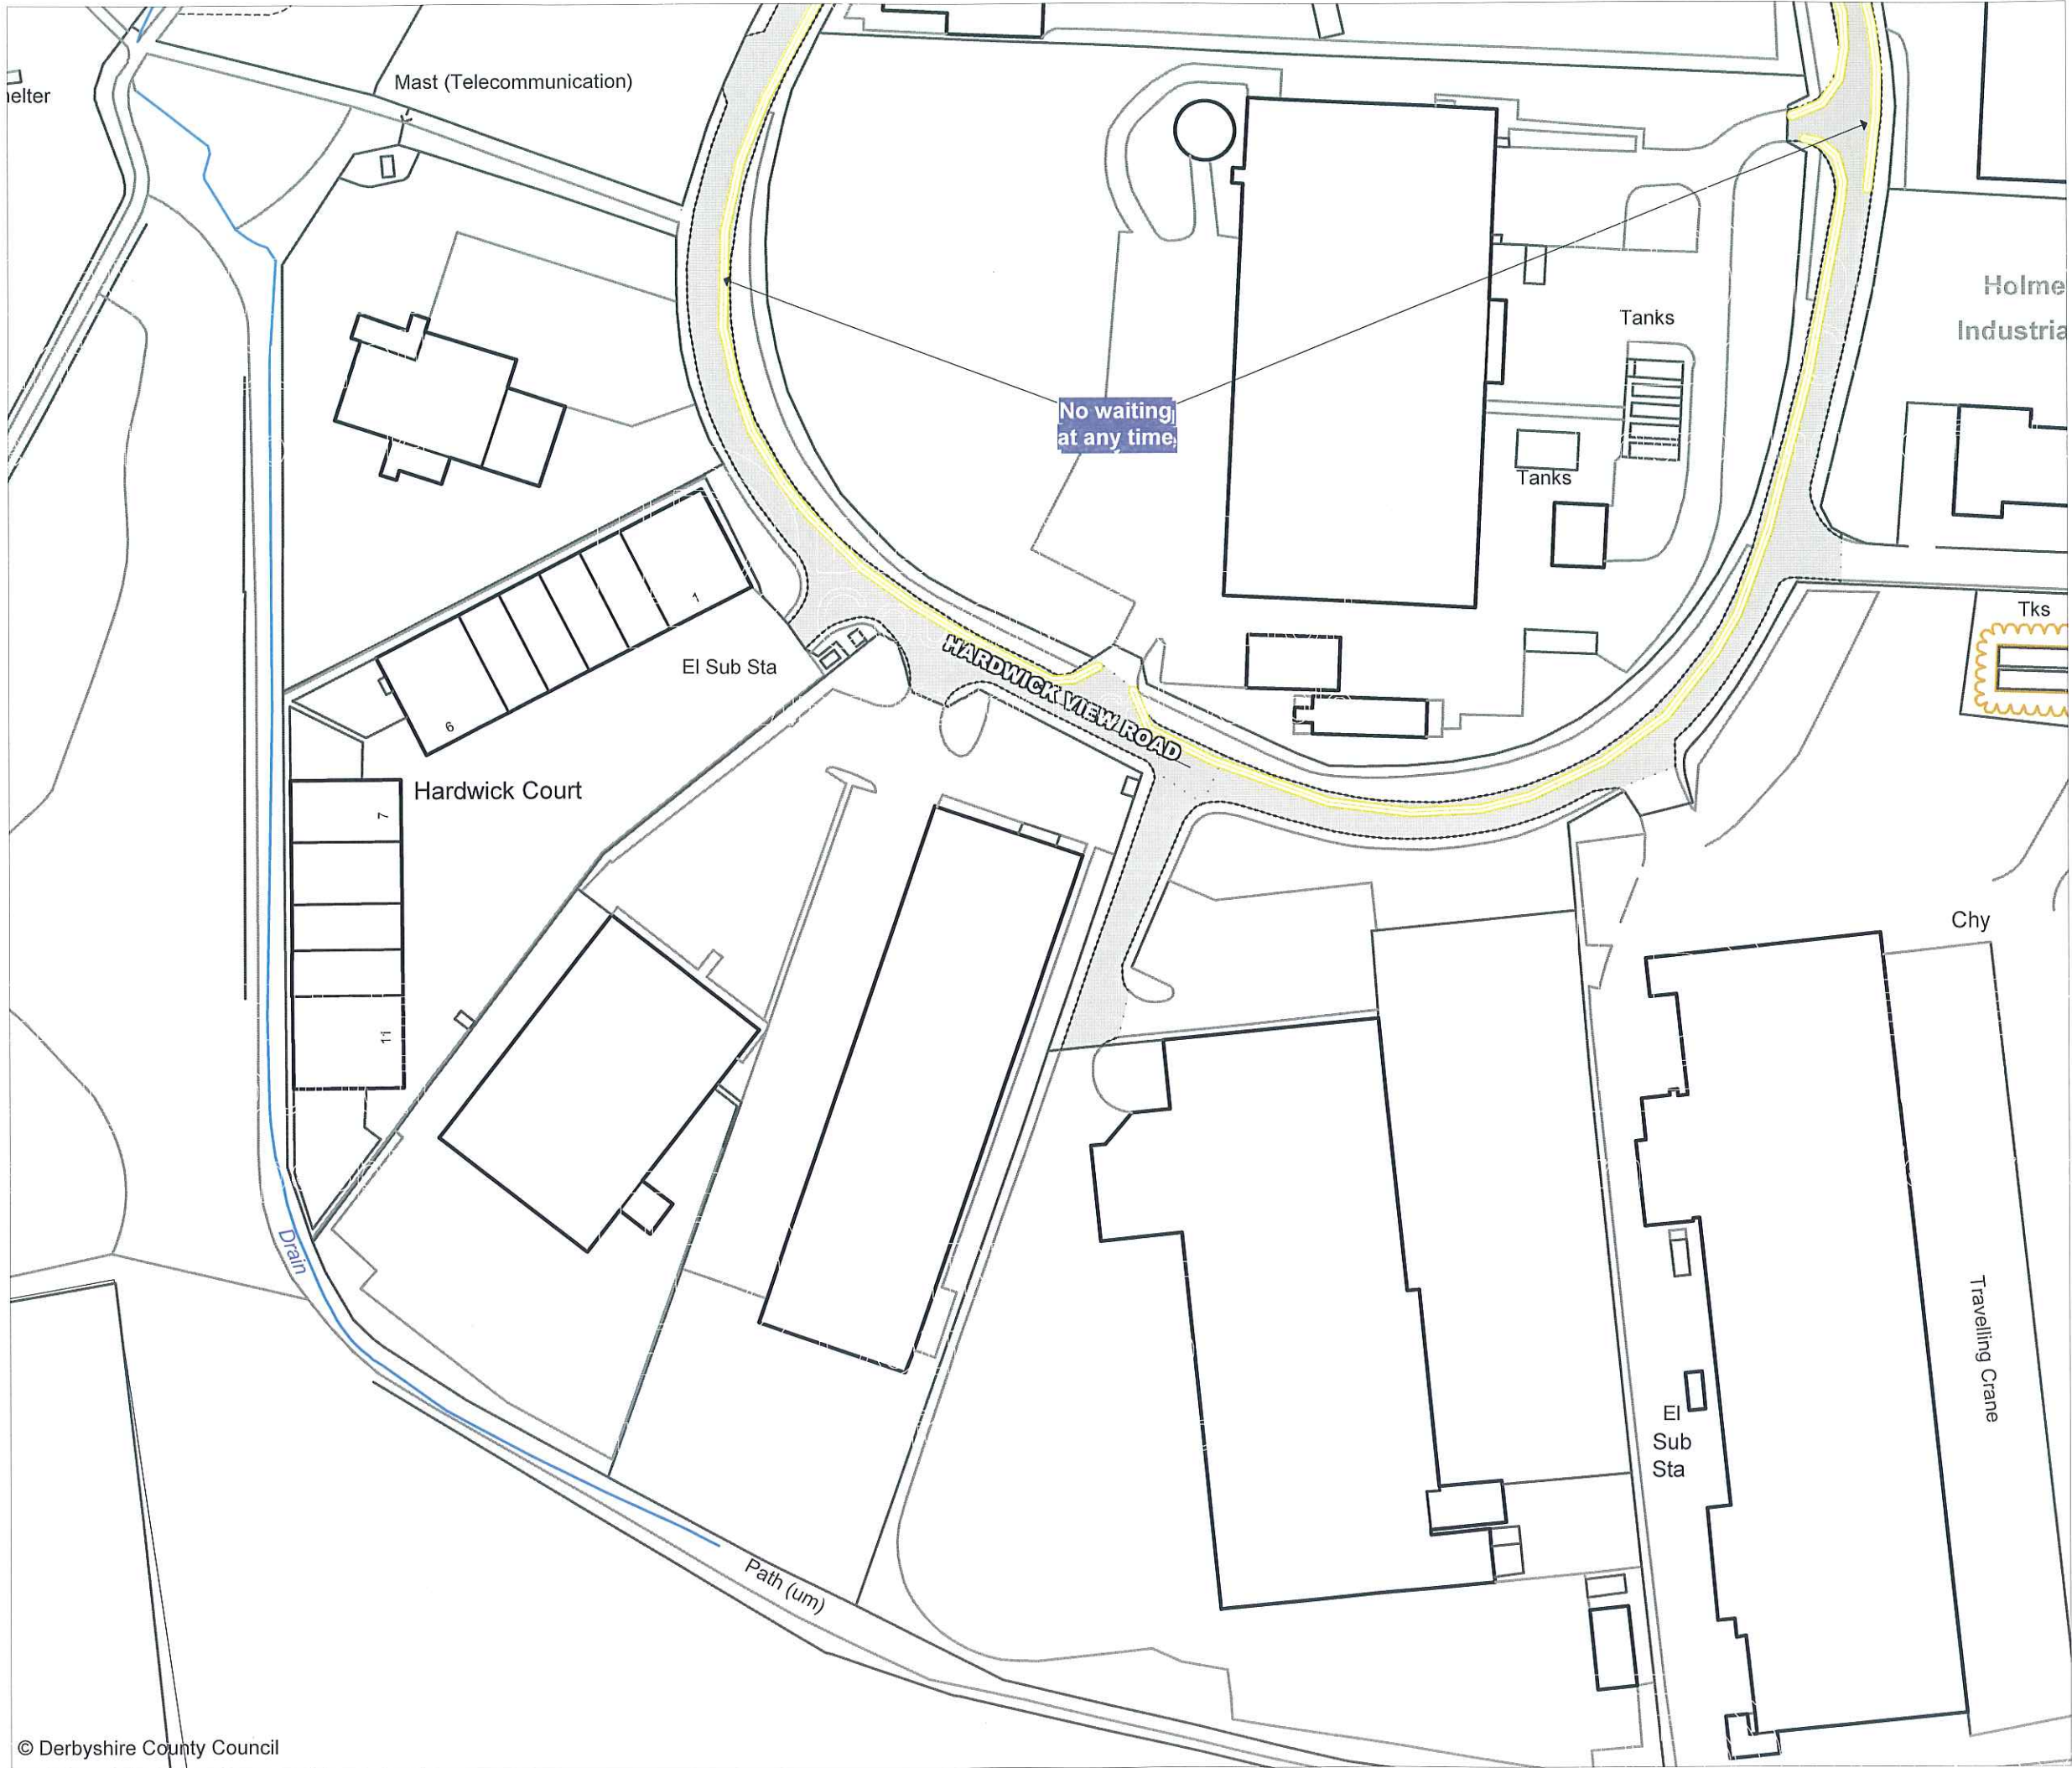 Mast (Telecommunication)
elter
Holme
Industria
Tanks
No waiting
at any time
Tanks
1
Tks
El Sub Sta
HARDWICK VIEW ROAD
6
Hardwick Court
7
Chy
11
Drain
Travelling Crane
El
Sub
Sta
Path (um)
© Derbyshire County Council